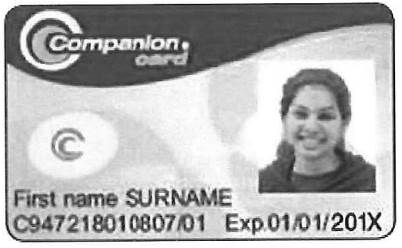 Companion
card
First name SURNAME
C947218010807/01 Exp.01/01/201X